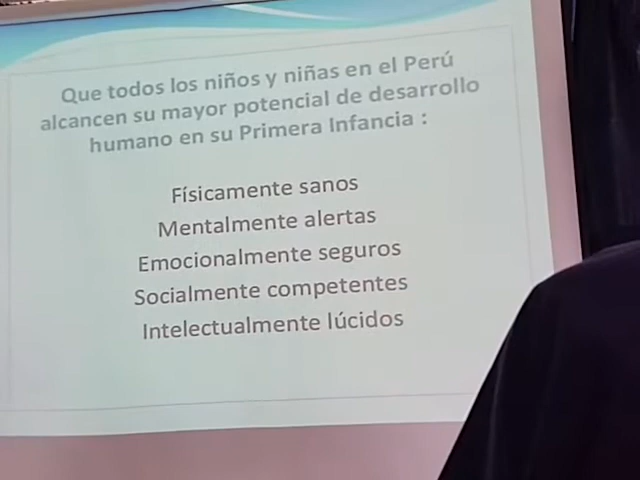 Que todos los niños y niñas en el Perú
alcancen su mayor potencial de desarrollo
humano en su Primera Infancia :
Físicamente sanos
Mentalmente alertas
Emocionalmente seguros
Socialmente competentes
Intelectualmente lúcidos